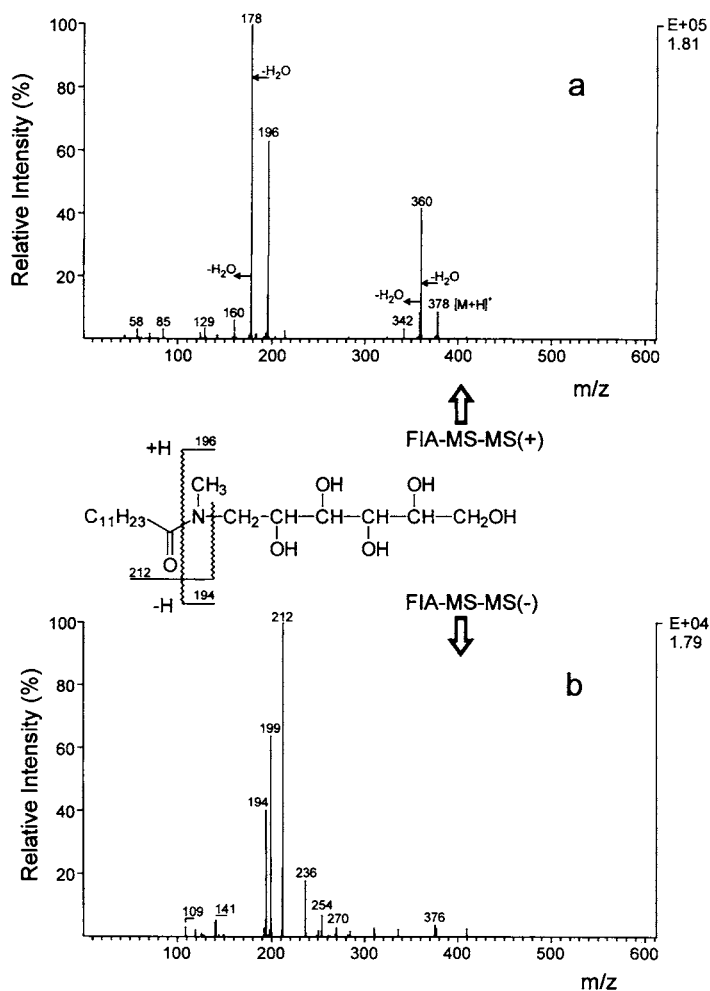 Relative Intensity (%)
100
80
60
40
20
178
-H₂O
196
-H₂O
58
85
129
160
360
-H₂O
-H₂O
342
378 [M+H]⁺
a
E+05
1.81
100
200
300
400
500
600
m/z
FIA-MS-MS(+)
+H
196
CH₃
OH
OH
C₁₁H₂₃
N
CH₂
CH
CH
CH
CH
CH₂OH
O
OH
OH
212
-H
194
FIA-MS-MS(-)
Relative Intensity (%)
100
80
60
40
20
212
199
194
236
254
270
109
141
376
b
E+04
1.79
100
200
300
400
500
600
m/z